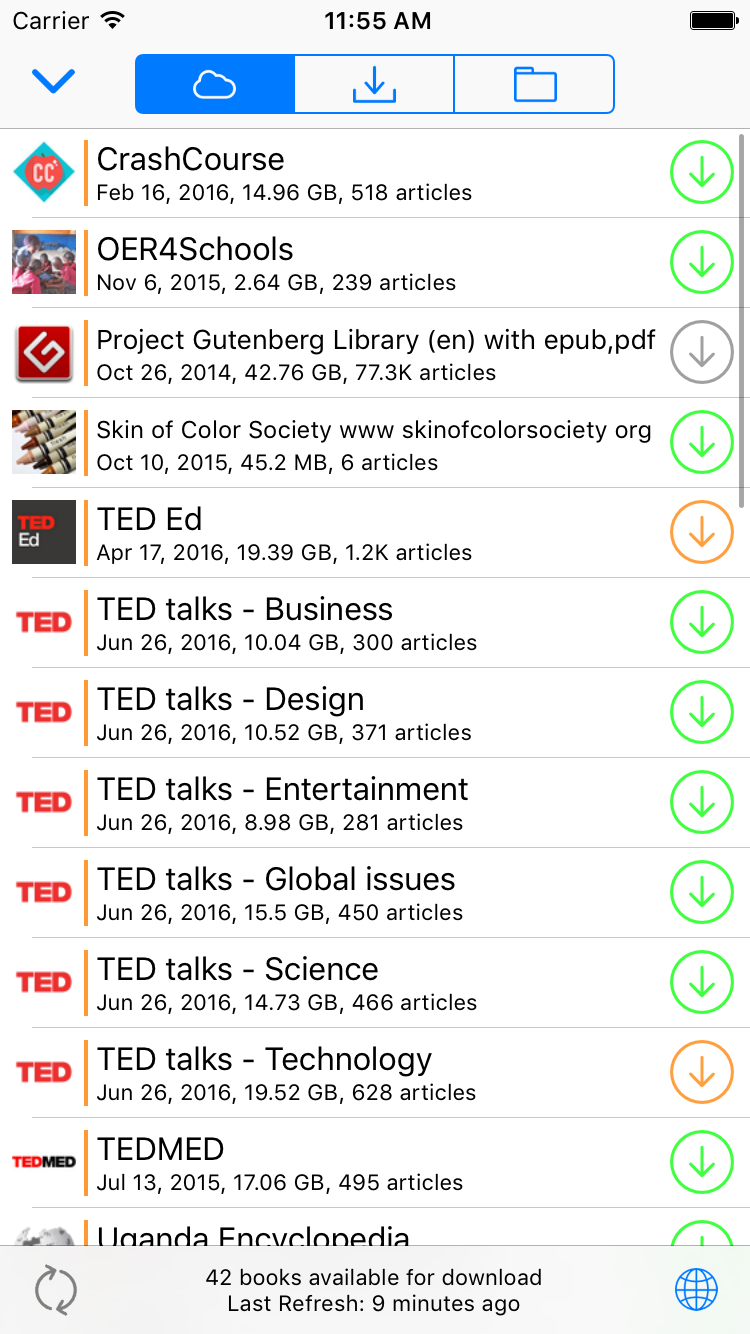 Carrier 11:55 AM
CC
CrashCourse
Feb 16, 2016, 14.96 GB, 518 articles
OER4Schools
Nov 6, 2015, 2.64 GB, 239 articles
Project Gutenberg Library (en) with epub,pdf
Oct 26, 2014, 42.76 GB, 77.3K articles
Skin of Color Society www skinofcolorsociety org
Oct 10, 2015, 45.2 MB, 6 articles
TED
Ed
TED Ed
Apr 17, 2016, 19.39 GB, 1.2K articles
TED
TED talks - Business
Jun 26, 2016, 10.04 GB, 300 articles
TED
TED talks - Design
Jun 26, 2016, 10.52 GB, 371 articles
TED
TED talks - Entertainment
Jun 26, 2016, 8.98 GB, 281 articles
TED
TED talks - Global issues
Jun 26, 2016, 15.5 GB, 450 articles
TED
TED talks - Science
Jun 26, 2016, 14.73 GB, 466 articles
TED
TED talks - Technology
Jun 26, 2016, 19.52 GB, 628 articles
TEDMED
TEDMED
Jul 13, 2015, 17.06 GB, 495 articles
Uganda Encyclopedia
42 books available for download
Last Refresh: 9 minutes ago